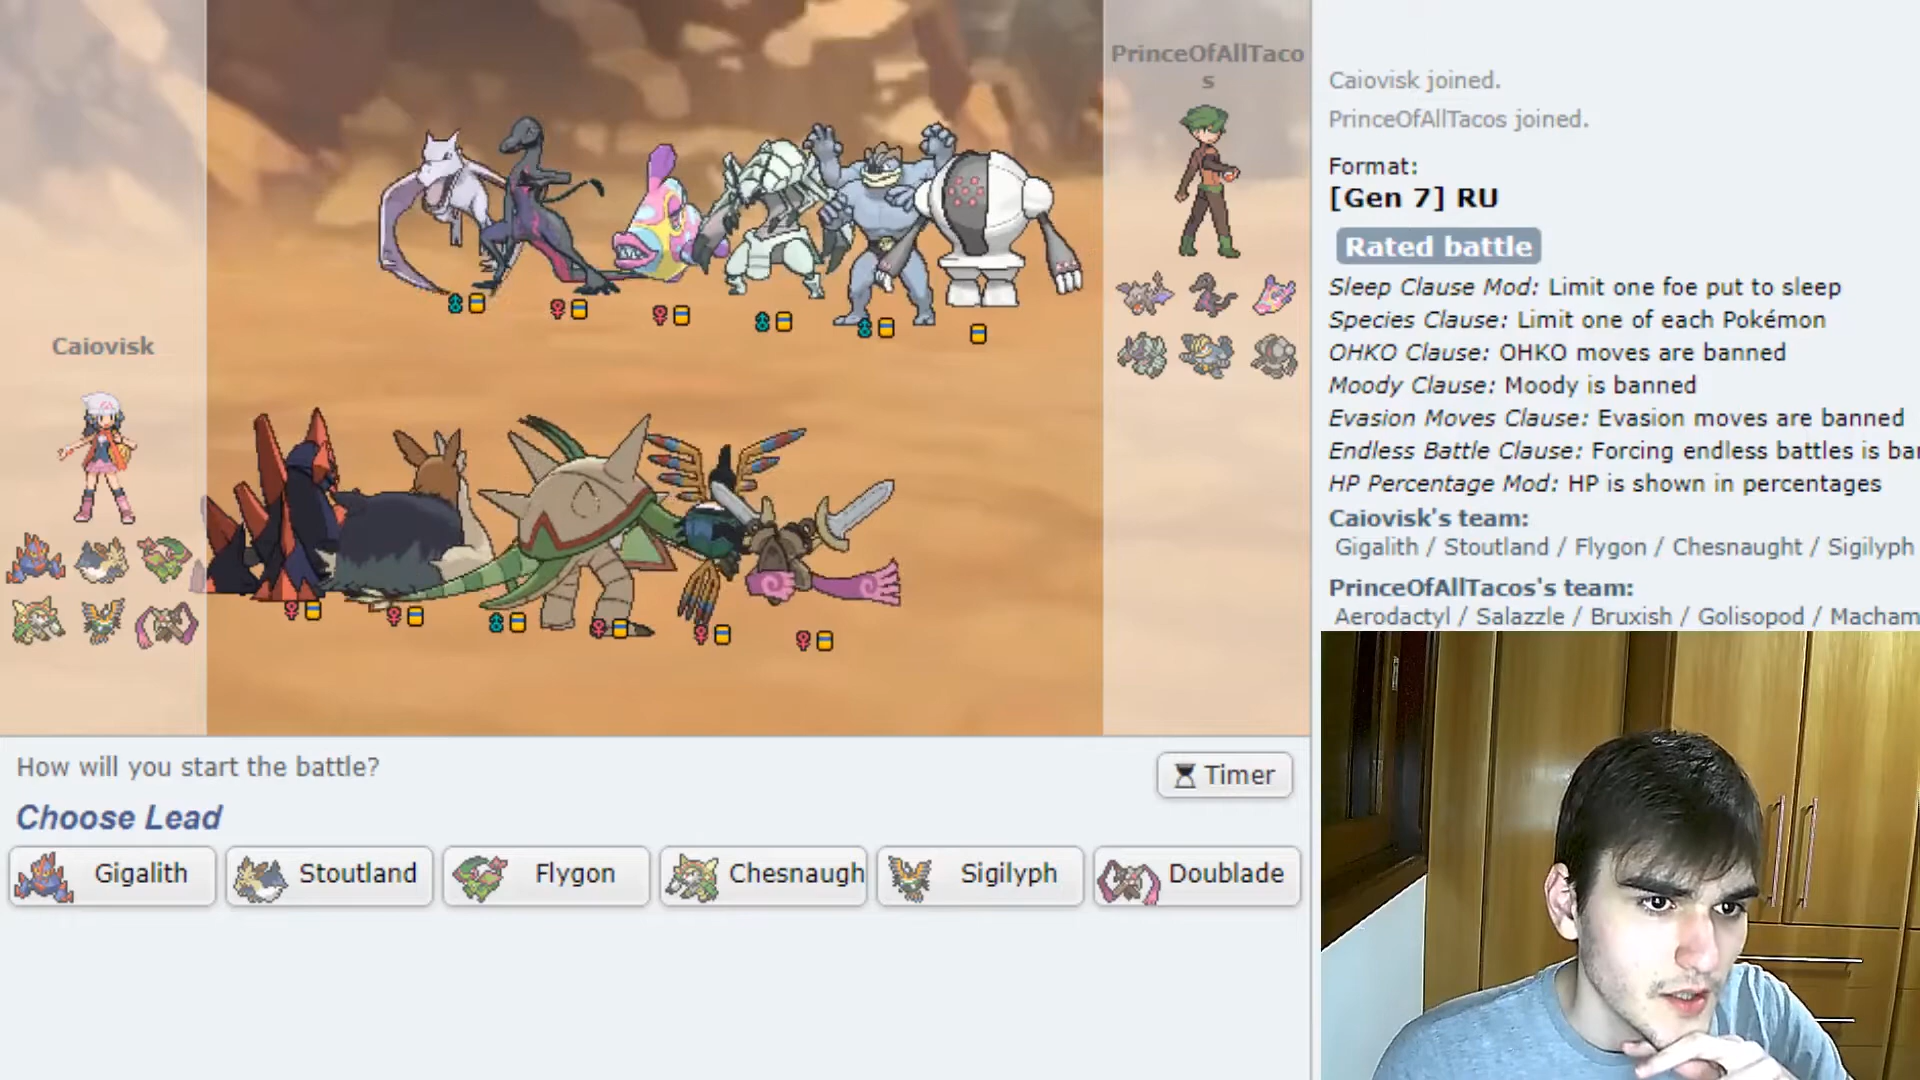 PrinceOfAllTaco
s
Caiovisk
Caiovisk joined.
PrinceOfAllTacos joined.
Format:
[Gen 7] RU
Rated battle
Sleep Clause Mod: Limit one foe put to sleep
Species Clause: Limit one of each Pokémon
OHKO Clause: OHKO moves are banned
Moody Clause: Moody is banned
Evasion Moves Clause: Evasion moves are banned
Endless Battle Clause: Forcing endless battles is ba
HP Percentage Mod: HP is shown in percentages
Caiovisk's team:
Gigalith / Stoutland / Flygon / Chesnaught / Sigilyph
PrinceOfAllTacos's team:
Aerodactyl / Salazzle / Bruxish / Golisopod / Macham
How will you start the battle?
Timer
Choose Lead
Gigalith
Stoutland
Flygon
Chesnaugh
Sigilyph
Doublade